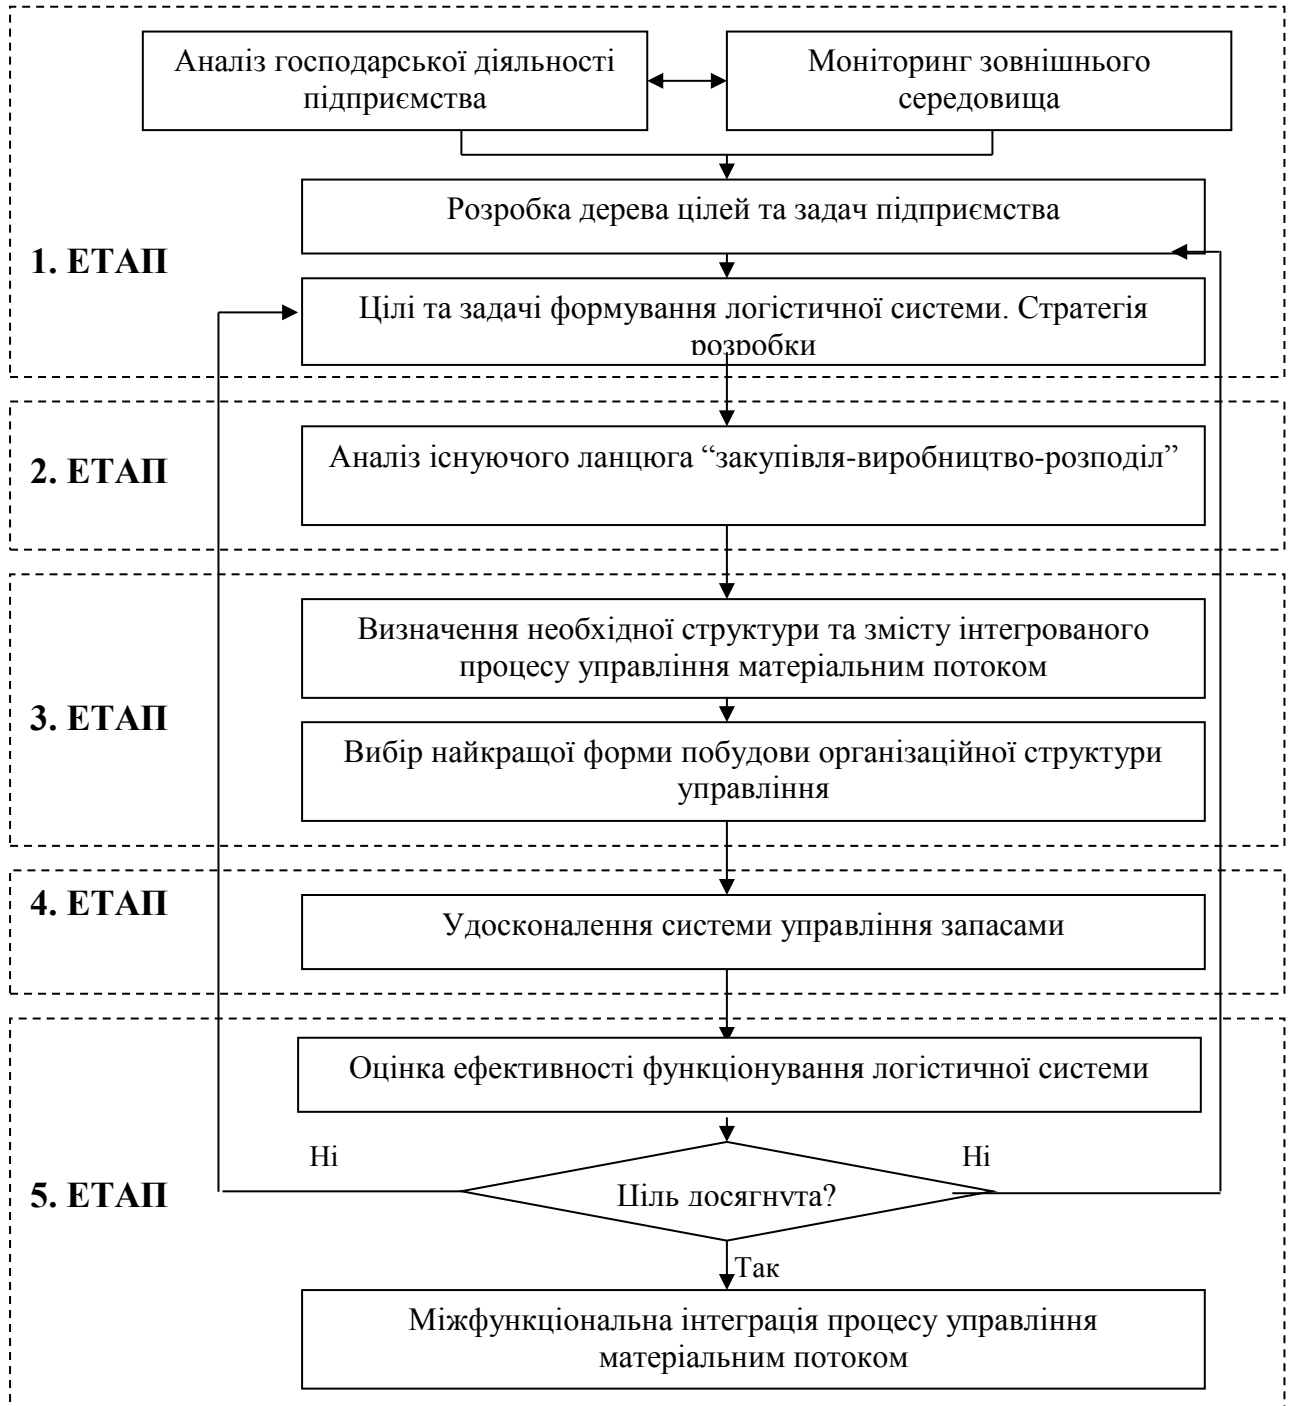 Аналіз господарської діяльності
підприємства
Моніторинг зовнішнього
середовища
Розробка дерева цілей та задач підприємства
1. ЕТАП
Цілі та задачі формування логістичної системи. Стратегія
розробки
2. ЕТАП
Аналіз існуючого ланцюга “закупівля-виробництво-розподіл”
Визначення необхідної структури та змісту інтегрованого
процесу управління матеріальним потоком
3. ЕТАП
Вибір найкращої форми побудови організаційної структури
управління
4. ЕТАП
Удосконалення системи управління запасами
Оцінка ефективності функціонування логістичної системи
Ні
Ні
5. ЕТАП
Ціль досягнута?
Так
Міжфункціональна інтеграція процесу управління
матеріальним потоком